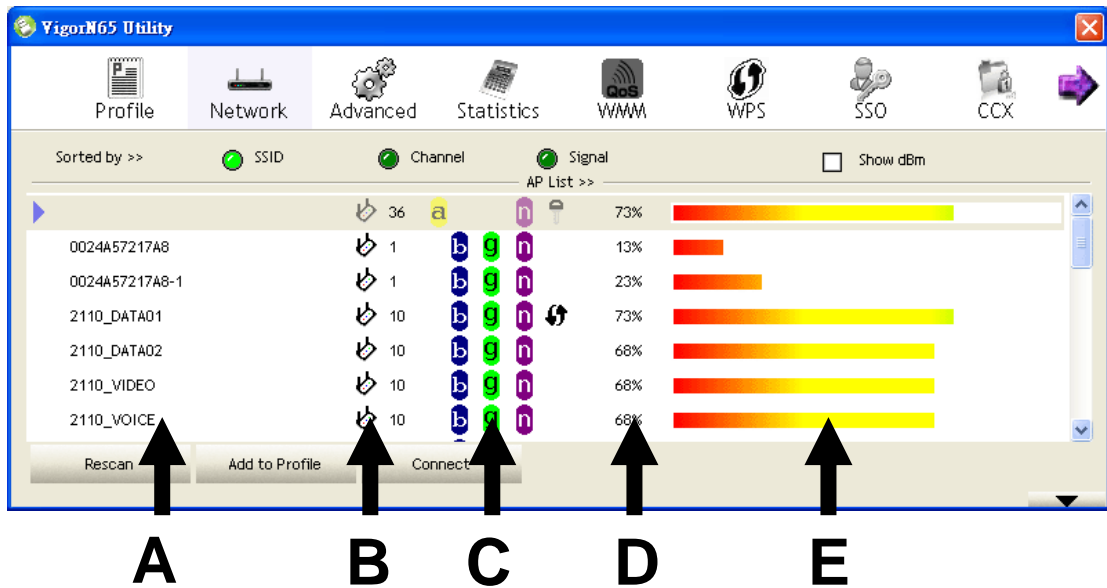 VigorN65 Utility
Profile Network Advanced Statistics QoS WMM WPS SSO CCX
Sorted by >> SSID Channel Signal Show dBm
AP List >>
36 a n 73%
0024A57217A8 1 b g n 13%
0024A57217A8-1 1 b g n 23%
2110_DATA01 10 b g n 73%
2110_DATA02 10 b g n 68%
2110_VIDEO 10 b g n 68%
2110_VOICE 10 b g n 68%
Rescan Add to Profile Connect
A B C D E